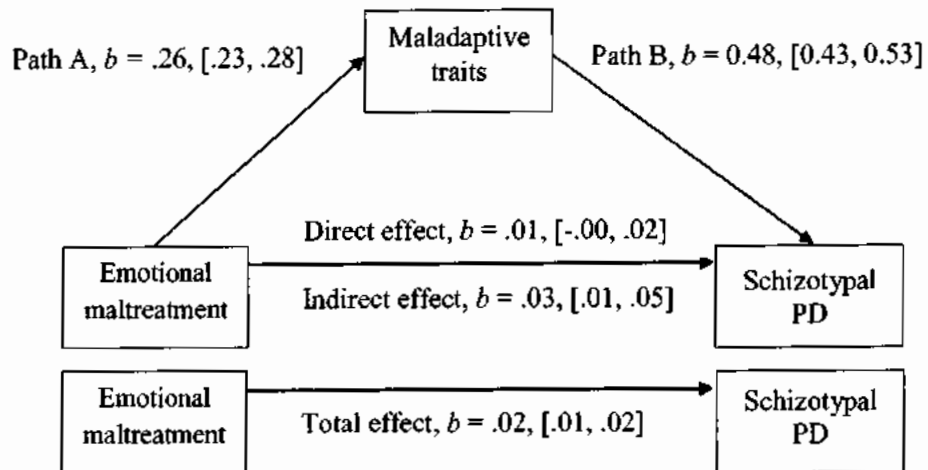 Maladaptive
traits
Path A, b = .26, [.23, .28]
Path B, b = 0.48, [0.43, 0.53]
Direct effect, b = .01, [-.00, .02]
Emotional
maltreatment
Indirect effect, b = .03, [.01, .05]
Schizotypal
PD
Emotional
maltreatment
Total effect, b = .02, [.01, .02]
Schizotypal
PD